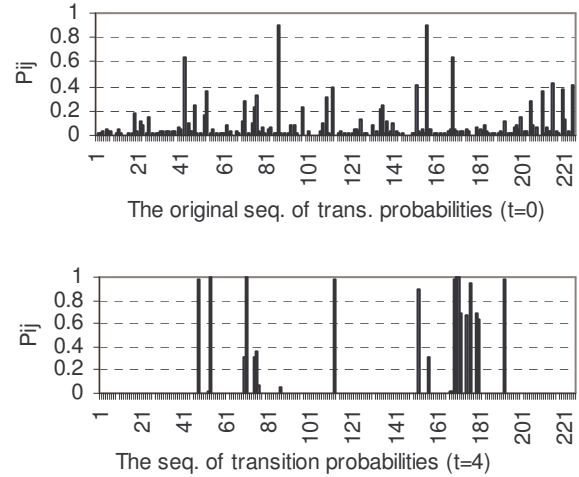 1
0.8
0.6
0.4
0.2
0
Pij
1 21 41 61 81 101 121 141 161 181 201 221
The original seq. of trans. probabilities (t=0)
1
0.8
0.6
0.4
0.2
0
Pij
1 21 41 61 81 101 121 141 161 181 201 221
The seq. of transition probabilities (t=4)